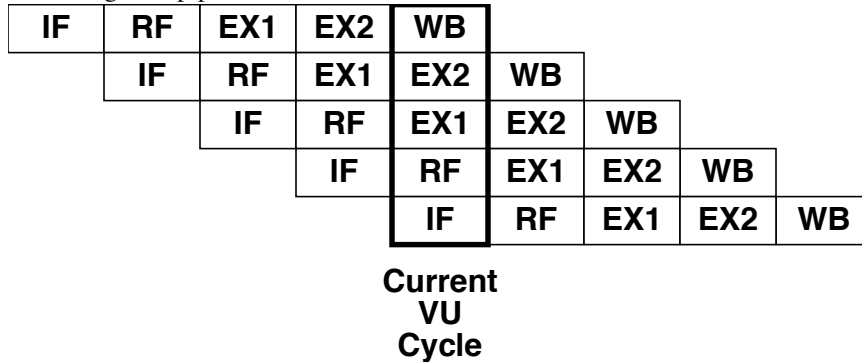 IF RF EX1 EX2 WB
IF RF EX1 EX2 WB
IF RF EX1 EX2 WB
IF RF EX1 EX2 WB
IF RF EX1 EX2 WB
Current
VU
Cycle